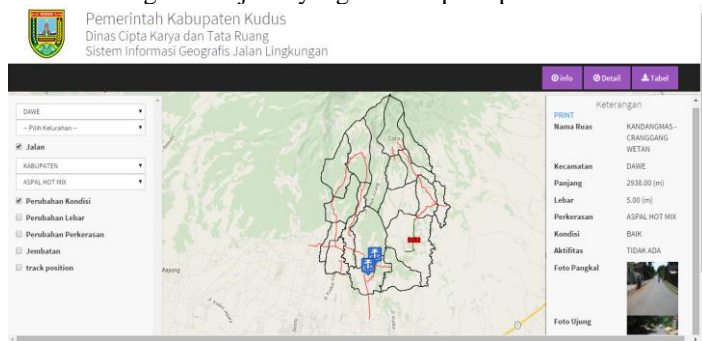 Pemerintah Kabupaten Kudus
Dinas Cipta Karya dan Tata Ruang
Sistem Informasi Geografis Jalan Lingkungan
info
Detail
Tabel
DAWE
-- Pilih Kelurahan --
Jalan
KABUPATEN
ASPAL HOT MIX
Perubahan Kondisi
Perubahan Lebar
Perubahan Perkerasan
Jembatan
track position
Colo
Keterangan
PRINT
Nama Ruas KANDANGMAS -
CRANGGANG
WETAN
Kecamatan DAWE
Panjang 2938.00 (m)
Lebar 5.00 (m)
Perkerasan ASPAL HOT MIX
Kondisi BAIK
Aktifitas TIDAK ADA
Foto Pangkal
Foto Ujung